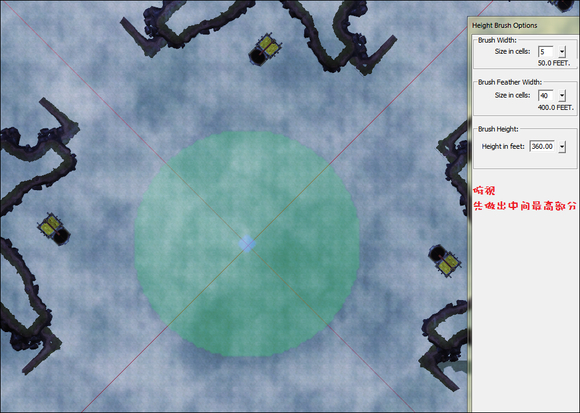 Height Brush Options
Brush Width:
Size in cells: 5
50.0 FEET.
Brush Feather Width:
Size in cells: 40
400.0 FEET.
Brush Height:
Height in feet: 360.00
俯视
先做出中间最高部分